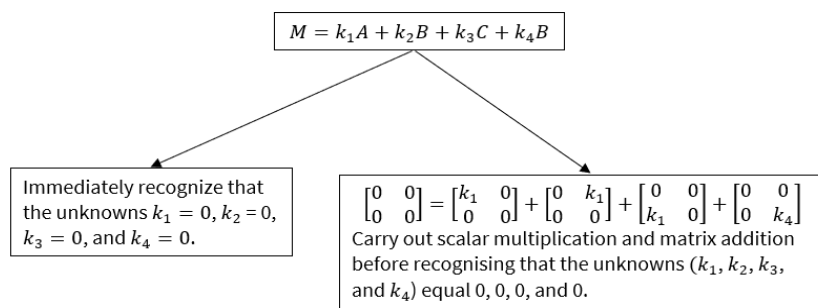 M = k₁A + k₂B + k₃C + k₄B
Immediately recognize that
the unknowns k₁ = 0, k₂ = 0,
k₃ = 0, and k₄ = 0.
[0 0; 0 0] = [k₁ 0; 0 0] + [0 k₁; 0 0] + [0 0; k₁ 0] + [0 0; 0 k₄]
Carry out scalar multiplication and matrix addition
before recognising that the unknowns (k₁, k₂, k₃,
and k₄) equal 0, 0, 0, and 0.